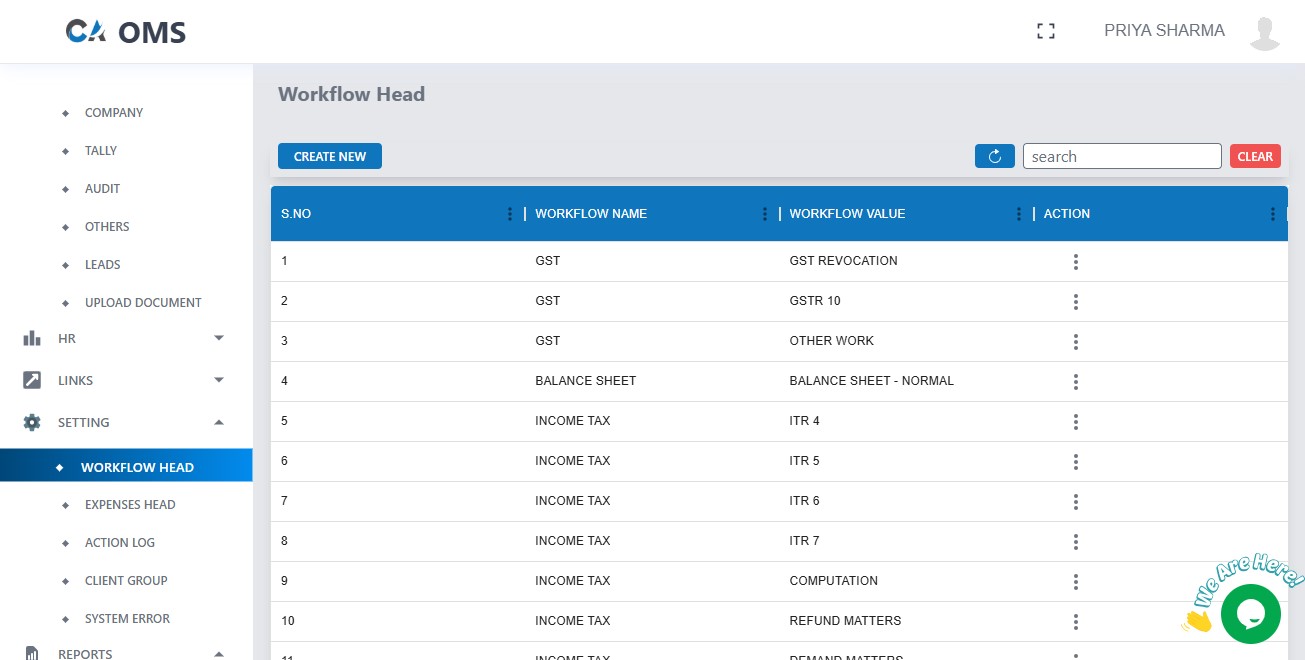 CA OMS
PRIYA SHARMA
COMPANY
TALLY
AUDIT
OTHERS
LEADS
UPLOAD DOCUMENT
HR
LINKS
SETTING
WORKFLOW HEAD
EXPENSES HEAD
ACTION LOG
CLIENT GROUP
SYSTEM ERROR
REPORTS
Workflow Head
CREATE NEW
search
CLEAR
S.NO WORKFLOW NAME WORKFLOW VALUE ACTION
1 GST GST REVOCATION
2 GST GSTR 10
3 GST OTHER WORK
4 BALANCE SHEET BALANCE SHEET - NORMAL
5 INCOME TAX ITR 4
6 INCOME TAX ITR 5
7 INCOME TAX ITR 6
8 INCOME TAX ITR 7
9 INCOME TAX COMPUTATION
10 INCOME TAX REFUND MATTERS
11 INCOME TAX DEMAND MATTERS
We Are Here!